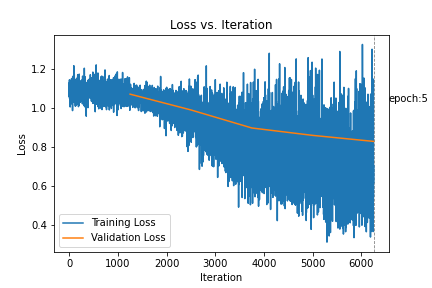 Loss vs. Iteration
1.2
1.0
0.8
0.6
0.4
Loss
epoch:5
Training Loss
Validation Loss
0 1000 2000 3000 4000 5000 6000
Iteration